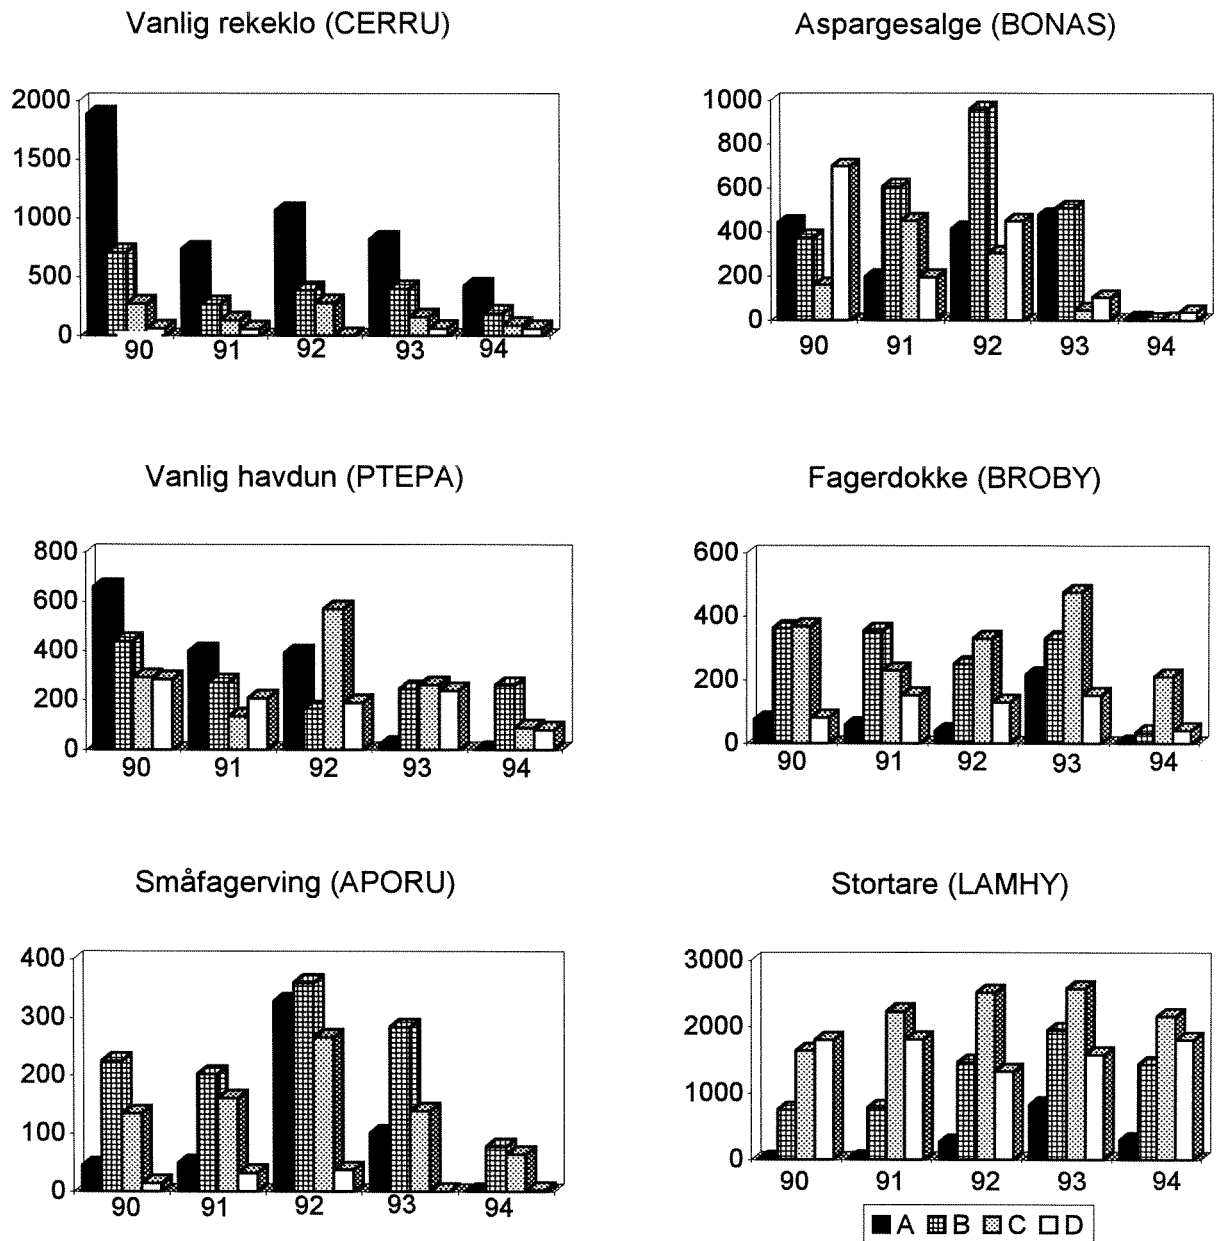 Vanlig rekeklo (CERRU)
2000
1500
1000
500
0
90 91 92 93 94
Aspargesalge (BONAS)
1000
800
600
400
200
0
90 91 92 93 94
Vanlig havdun (PTEPA)
800
600
400
200
0
90 91 92 93 94
Fagerdokke (BROBY)
600
400
200
0
90 91 92 93 94
Småfagerving (APORU)
400
300
200
100
0
90 91 92 93 94
Stortare (LAMHY)
3000
2000
1000
0
90 91 92 93 94
A B C D